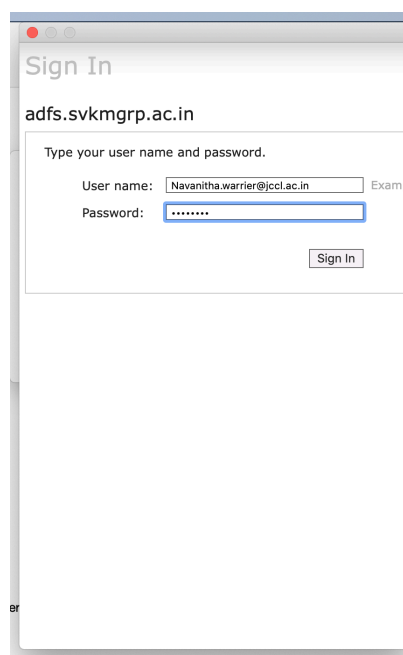 Sign In
adfs.svkmgrp.ac.in
Type your user name and password.
User name: Navanitha.warrier@jccl.ac.in Exam
Password: ••••••••
Sign In
er